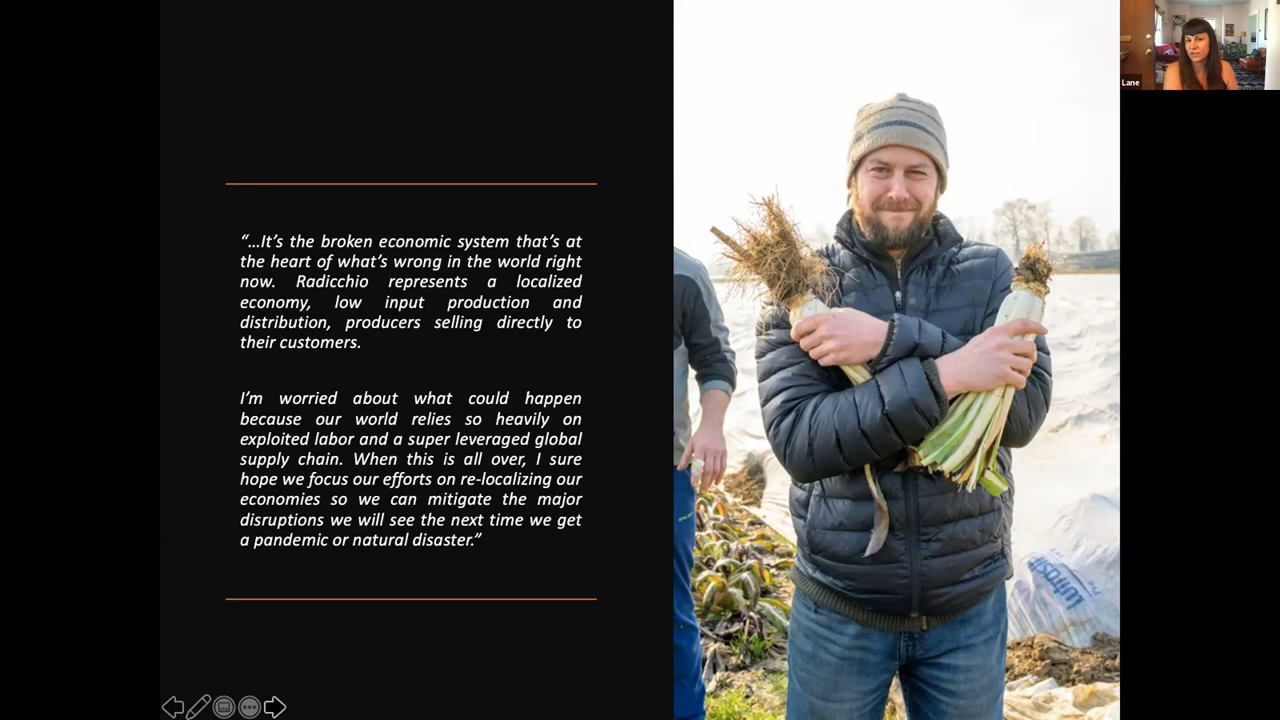 “...It’s the broken economic system that’s at
the heart of what’s wrong in the world right
now. Radicchio represents a localized
economy, low input production and
distribution, producers selling directly to
their customers.
I’m worried about what could happen
because our world relies so heavily on
exploited labor and a super leveraged global
supply chain. When this is all over, I sure
hope we focus our efforts on re-localizing our
economies so we can mitigate the major
disruptions we will see the next time we get
a pandemic or natural disaster.”
Lane